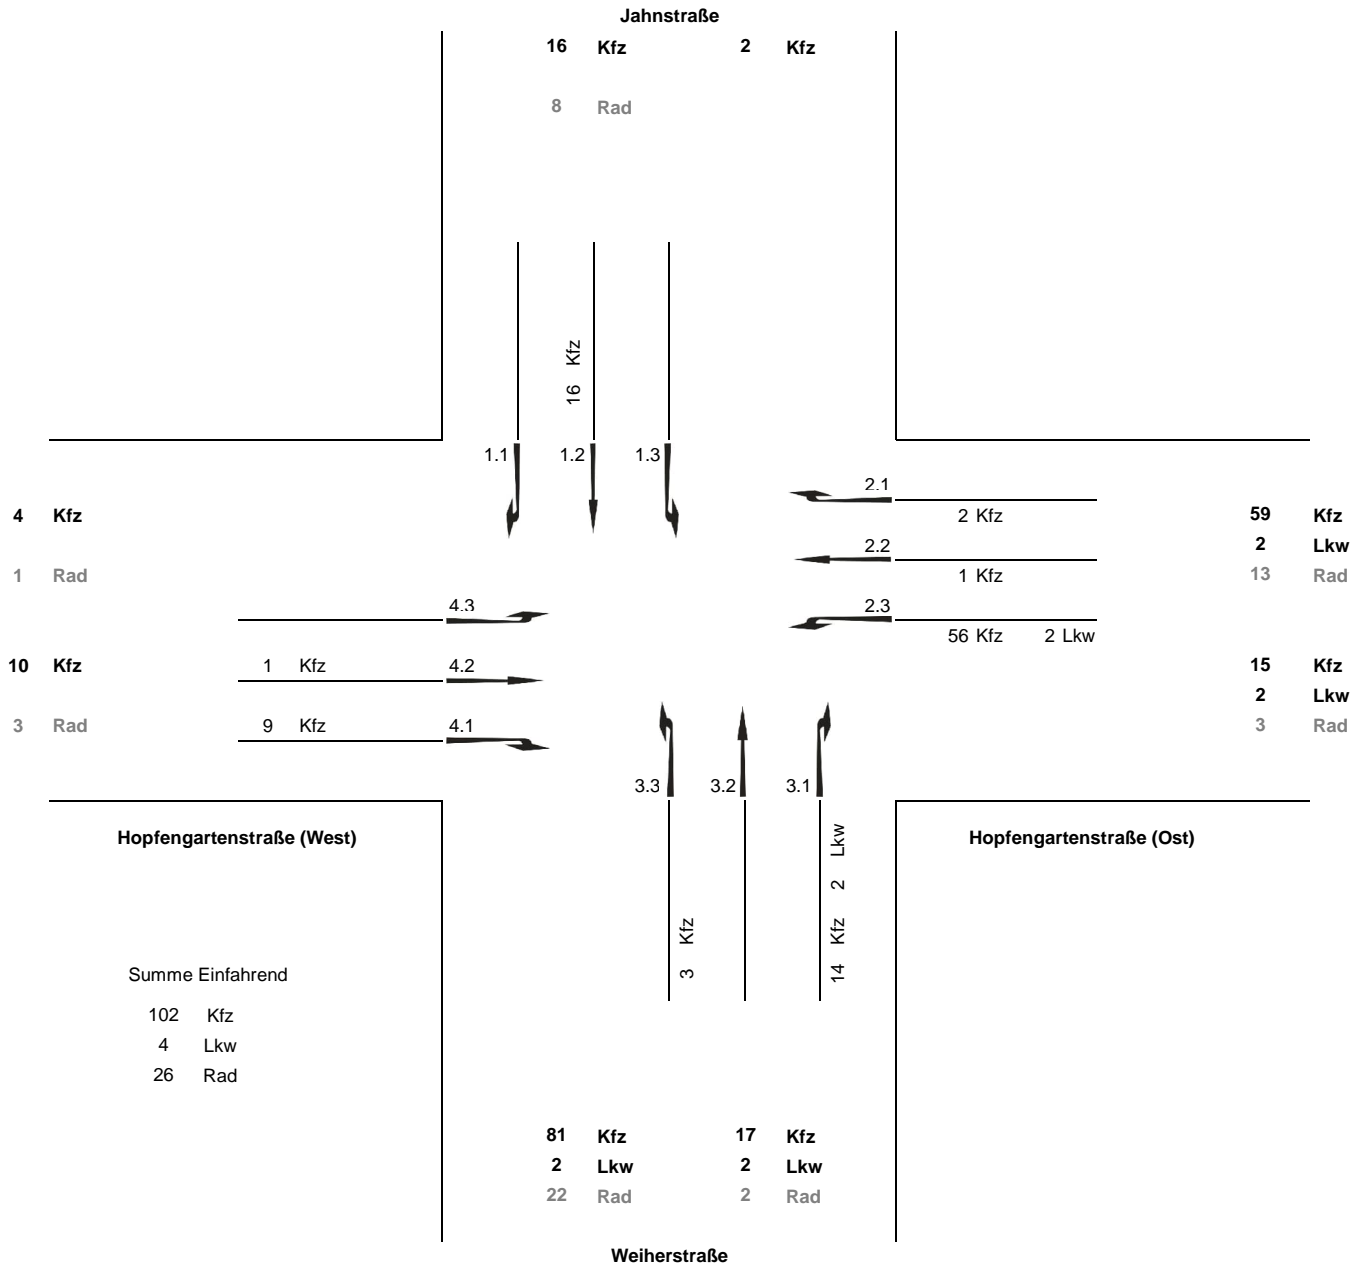 Jahnstraße
16 Kfz 2 Kfz
8 Rad
16 Kfz
1.1 1.2 1.3
2.1
4 Kfz 2 Kfz 59 Kfz
2.2 2 Lkw
1 Rad 1 Kfz 13 Rad
4.3 2.3
56 Kfz 2 Lkw
10 Kfz 1 Kfz 4.2 15 Kfz
2 Lkw
3 Rad 9 Kfz 4.1 3 Rad
3.3 3.2 3.1
Hopfengartenstraße (West) Hopfengartenstraße (Ost)
3 Kfz 14 Kfz 2 Lkw
Summe Einfahrend
102 Kfz
4 Lkw
26 Rad
81 Kfz 17 Kfz
2 Lkw 2 Lkw
22 Rad 2 Rad
Weiherstraße